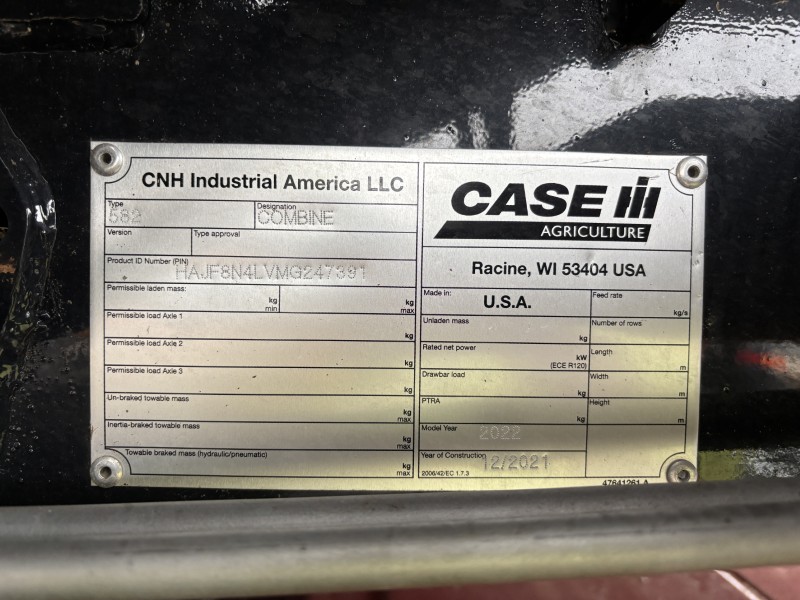 CNH Industrial America LLC
Type
582
Designation
COMBINE
Version
Type approval
Product ID Number (PIN)
HAJF8N4LVMG247391
Permissible laden mass:
kg
min
kg
max
Permissible load Axle 1
kg
Permissible load Axle 2
kg
Permissible load Axle 3
kg
Un-braked towable mass
kg
max
Inertia-braked towable mass
kg
max
Towable braked mass (hydraulic/pneumatic)
kg
max
CASE IH
AGRICULTURE
Racine, WI 53404 USA
Made in:
U.S.A.
Feed rate
kg/s
Unladen mass
kg
Number of rows
Rated net power
kW
(ECE R120)
Length
m
Drawbar load
kg
Width
m
PTRA
kg
Height
m
Model Year
2022
Year of Construction
12/2021
2006/42/EC 1.7.3
47641261 A